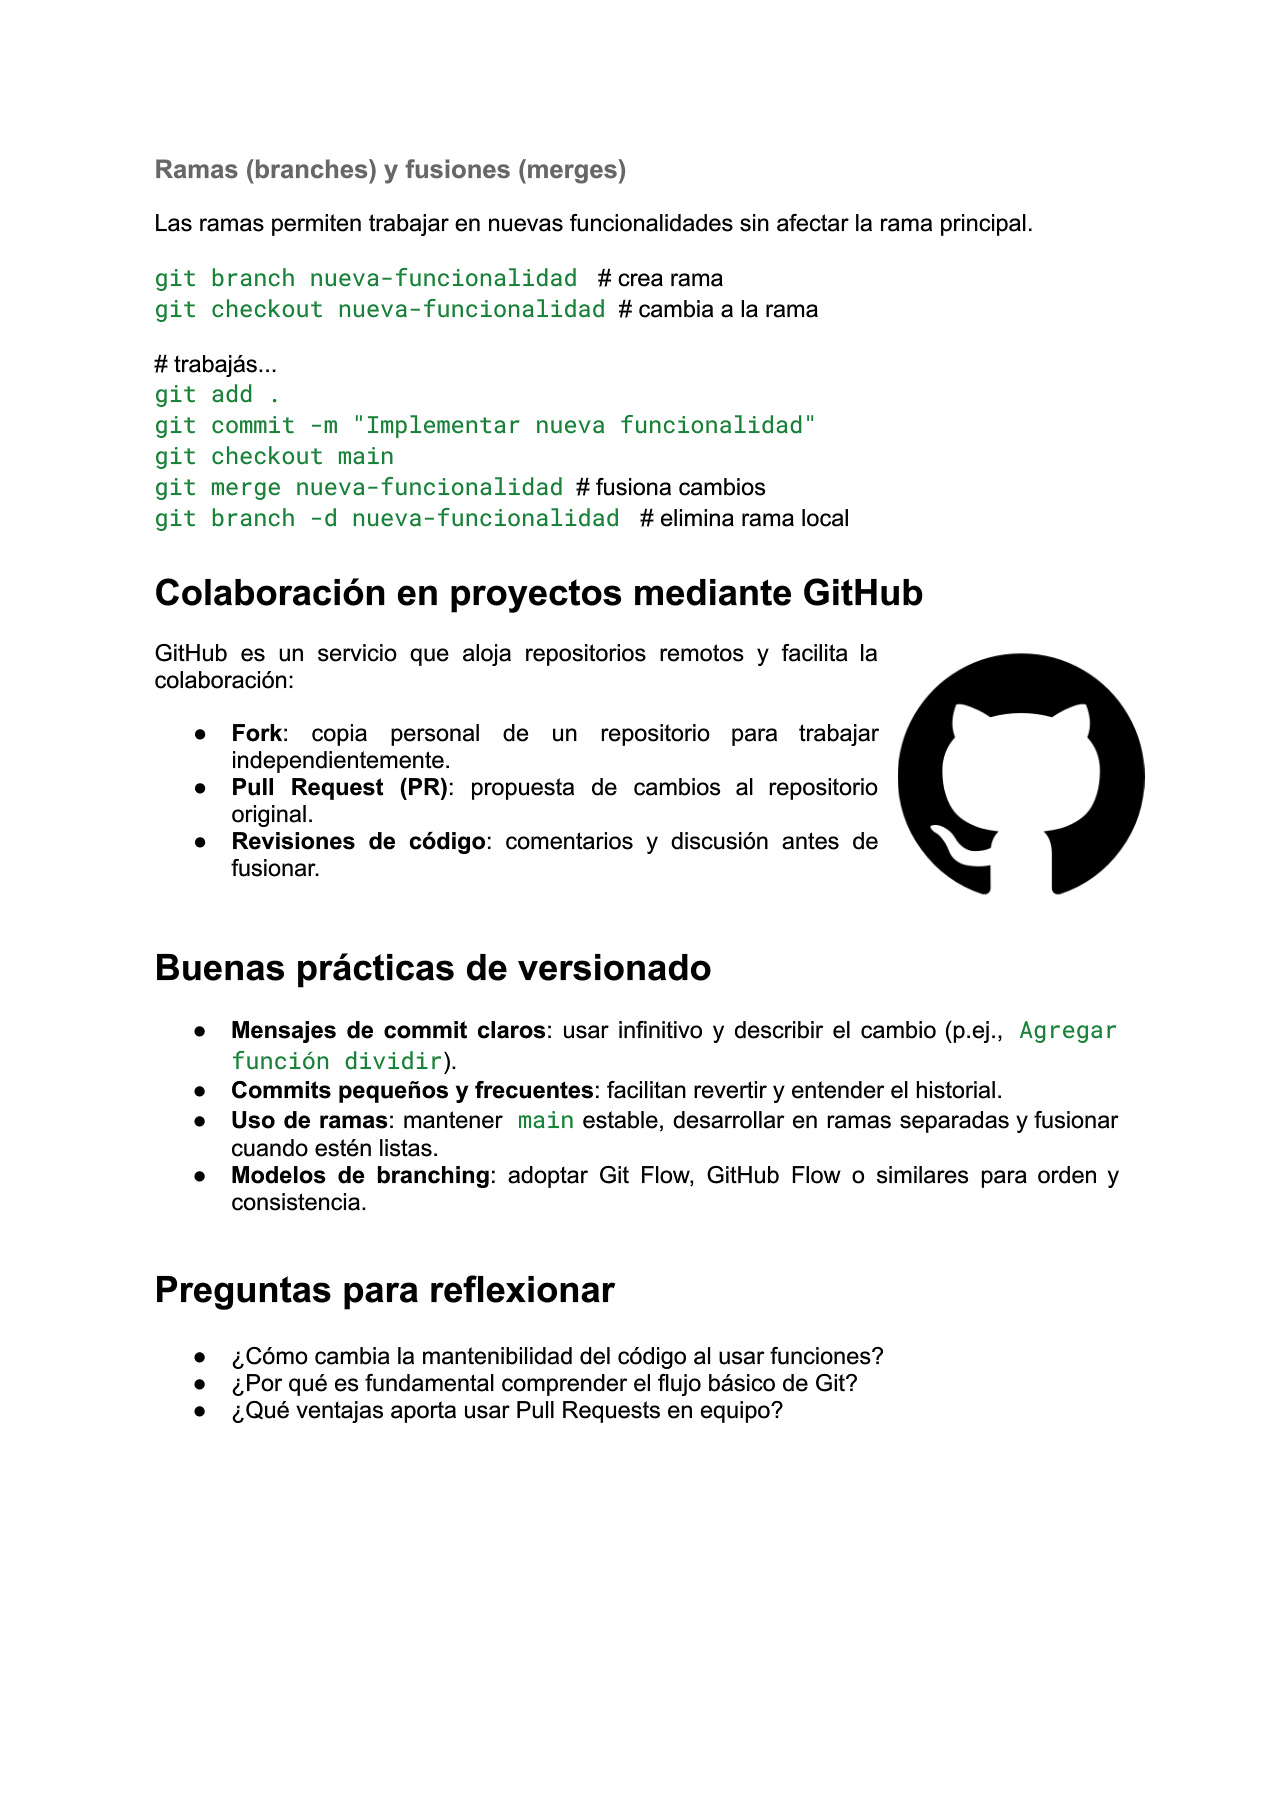 Ramas (branches) y fusiones (merges)
Las ramas permiten trabajar en nuevas funcionalidades sin afectar la rama principal.
git branch nueva-funcionalidad # crea rama
git checkout nueva-funcionalidad # cambia a la rama
# trabajás...
git add .
git commit -m "Implementar nueva funcionalidad"
git checkout main
git merge nueva-funcionalidad # fusiona cambios
git branch -d nueva-funcionalidad # elimina rama local
Colaboración en proyectos mediante GitHub
GitHub es un servicio que aloja repositorios remotos y facilita la
colaboración:
● Fork: copia personal de un repositorio para trabajar
independientemente.
● Pull Request (PR): propuesta de cambios al repositorio
original.
● Revisiones de código: comentarios y discusión antes de
fusionar.
Buenas prácticas de versionado
● Mensajes de commit claros: usar infinitivo y describir el cambio (p.ej., Agregar
función dividir).
● Commits pequeños y frecuentes: facilitan revertir y entender el historial.
● Uso de ramas: mantener main estable, desarrollar en ramas separadas y fusionar
cuando estén listas.
● Modelos de branching: adoptar Git Flow, GitHub Flow o similares para orden y
consistencia.
Preguntas para reflexionar
● ¿Cómo cambia la mantenibilidad del código al usar funciones?
● ¿Por qué es fundamental comprender el flujo básico de Git?
● ¿Qué ventajas aporta usar Pull Requests en equipo?